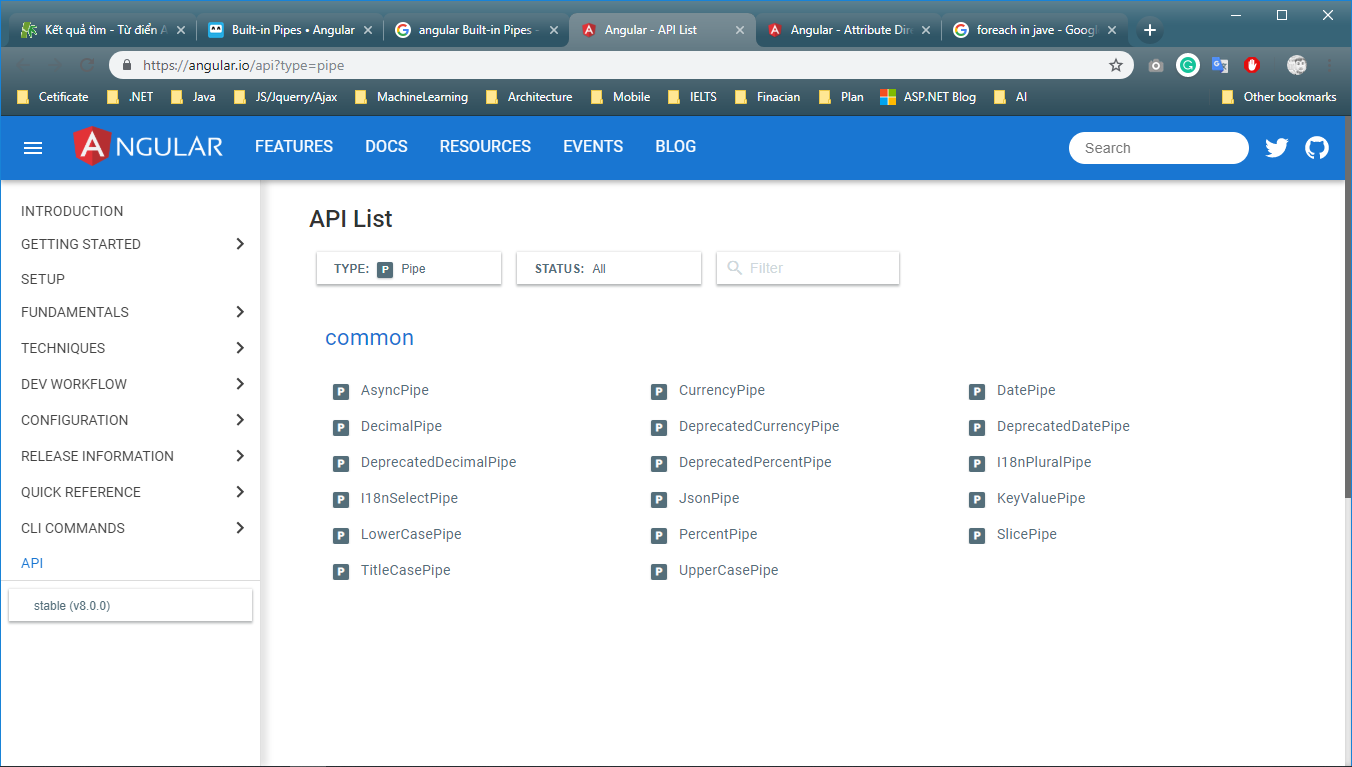 Kết quả tìm - Từ điển A
Built-in Pipes • Angular
angular Built-in Pipes -
Angular - API List
Angular - Attribute Dire
foreach in jave - Googl
https://angular.io/api?type=pipe
Cetificate .NET Java JS/Jquerry/Ajax MachineLearning Architecture Mobile IELTS Finacian Plan ASP.NET Blog AI Other bookmarks
ANGULAR FEATURES DOCS RESOURCES EVENTS BLOG Search
INTRODUCTION
GETTING STARTED
SETUP
FUNDAMENTALS
TECHNIQUES
DEV WORKFLOW
CONFIGURATION
RELEASE INFORMATION
QUICK REFERENCE
CLI COMMANDS
API
stable (v8.0.0)
API List
TYPE: P Pipe STATUS: All Filter
common
P AsyncPipe P CurrencyPipe P DatePipe
P DecimalPipe P DeprecatedCurrencyPipe P DeprecatedDatePipe
P DeprecatedDecimalPipe P DeprecatedPercentPipe P I18nPluralPipe
P I18nSelectPipe P JsonPipe P KeyValuePipe
P LowerCasePipe P PercentPipe P SlicePipe
P TitleCasePipe P UpperCasePipe